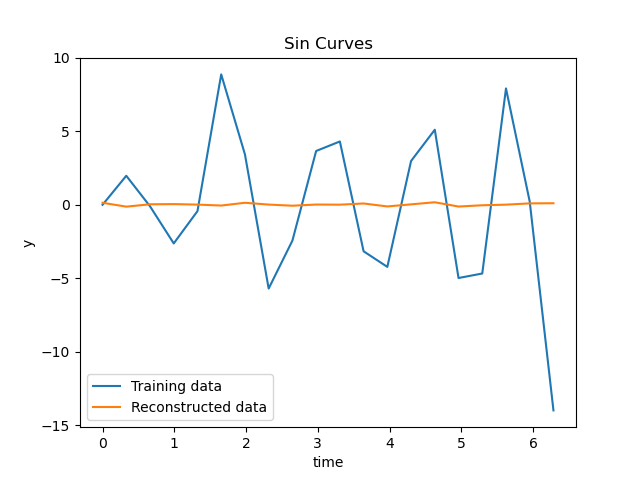 Sin Curves
10
5
0
−5
−10
−15
y
Training data
Reconstructed data
0 1 2 3 4 5 6
time